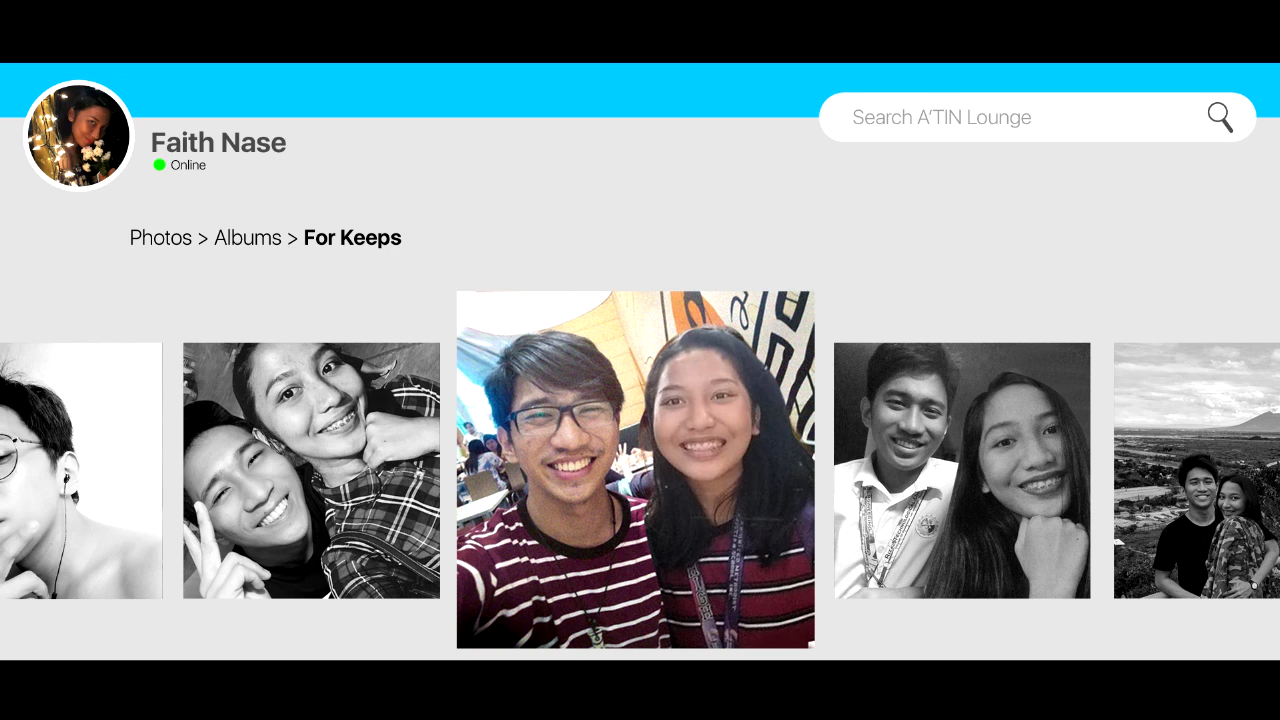 Faith Nase
Online
Search A'TIN Lounge
Photos > Albums > For Keeps